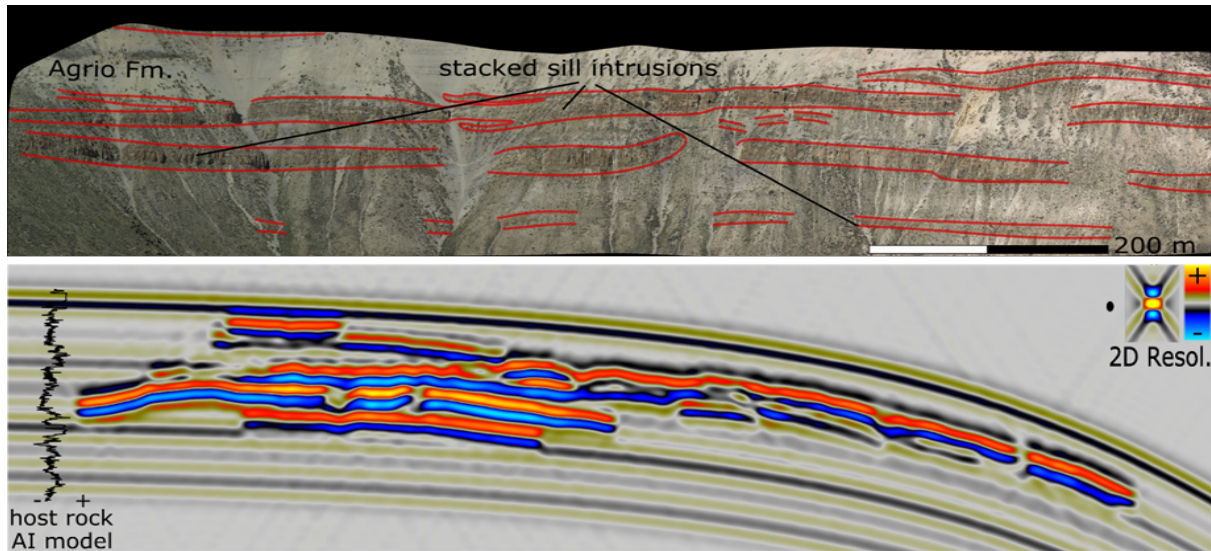 Agrio Fm.
stacked sill intrusions
200 m
+
-
2D Resol.
- +
host rock
AI model